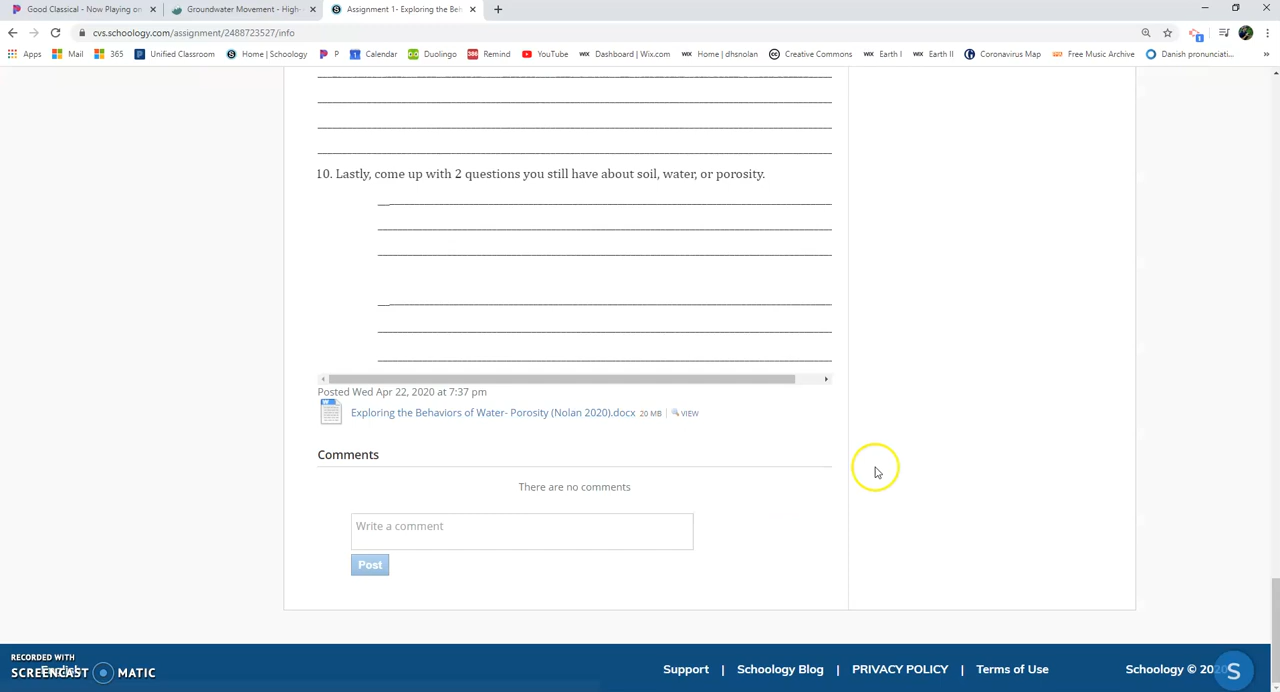 Good Classical - Now Playing on
Groundwater Movement - High-
Assignment 1- Exploring the Beh
cvs.schoology.com/assignment/2488723527/info
Apps
Mail
365
Unified Classroom
Home | Schoology
P
Calendar
Duolingo
Remind
YouTube
Dashboard | Wix.com
Home | dhsnolan
Creative Commons
Earth I
Earth II
Coronavirus Map
Free Music Archive
Danish pronunciati...
10. Lastly, come up with 2 questions you still have about soil, water, or porosity.
Posted Wed Apr 22, 2020 at 7:37 pm
Exploring the Behaviors of Water- Porosity (Nolan 2020).docx 20 MB | VIEW
Comments
There are no comments
Write a comment
Post
RECORDED WITH
SCREENCAST MATIC
English
Support | Schoology Blog | PRIVACY POLICY | Terms of Use
Schoology © 2020
S